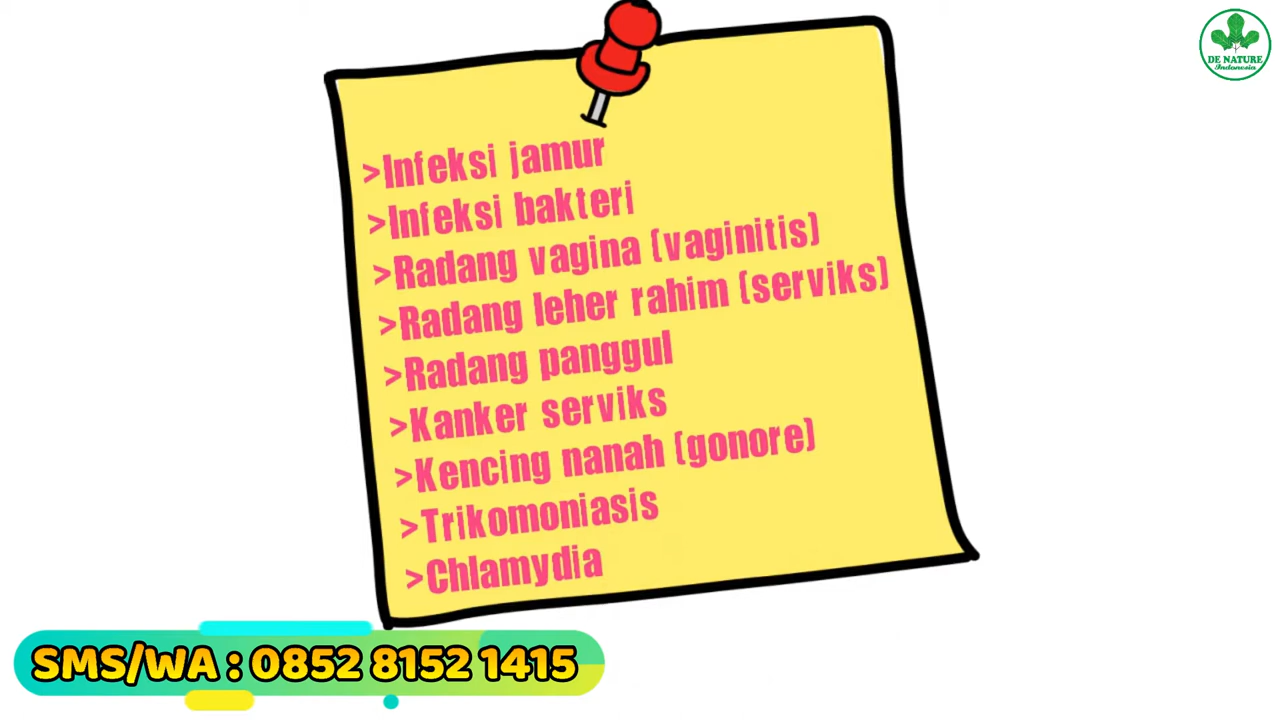 DE NATURE
Indonesia
>Infeksi jamur
>Infeksi bakteri
>Radang vagina (vaginitis)
>Radang leher rahim (serviks)
>Radang panggul
>Kanker serviks
>Kencing nanah (gonore)
>Trikomoniasis
>Chlamydia
SMS/WA : 0852 8152 1415